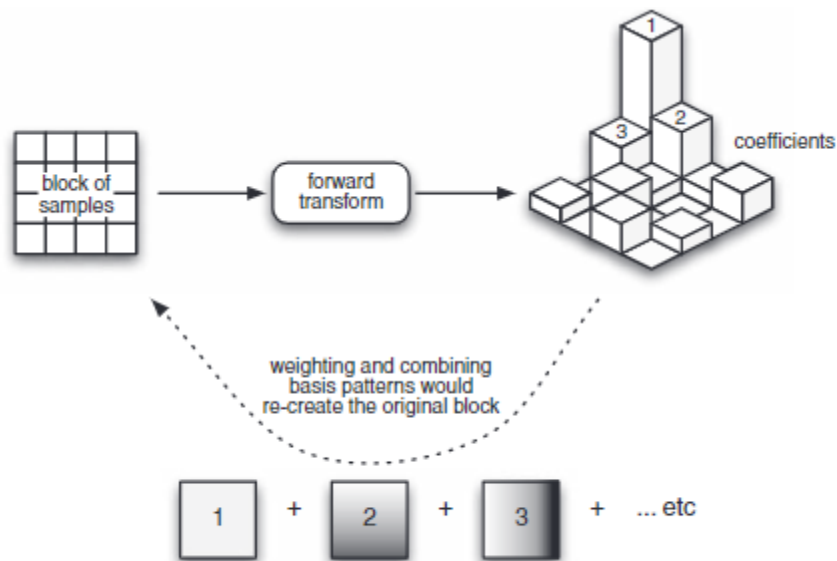 1
2
3
coefficients
block of
samples
forward
transform
weighting and combining
basis patterns would
re-create the original block
1 + 2 + 3 + ... etc